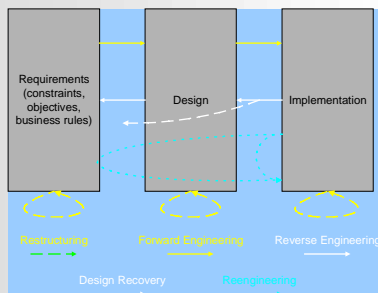 Requirements
(constraints,
objectives,
business rules)
Design
Implementation
Restructuring
Forward Engineering
Reverse Engineering
Design Recovery
Reengineering